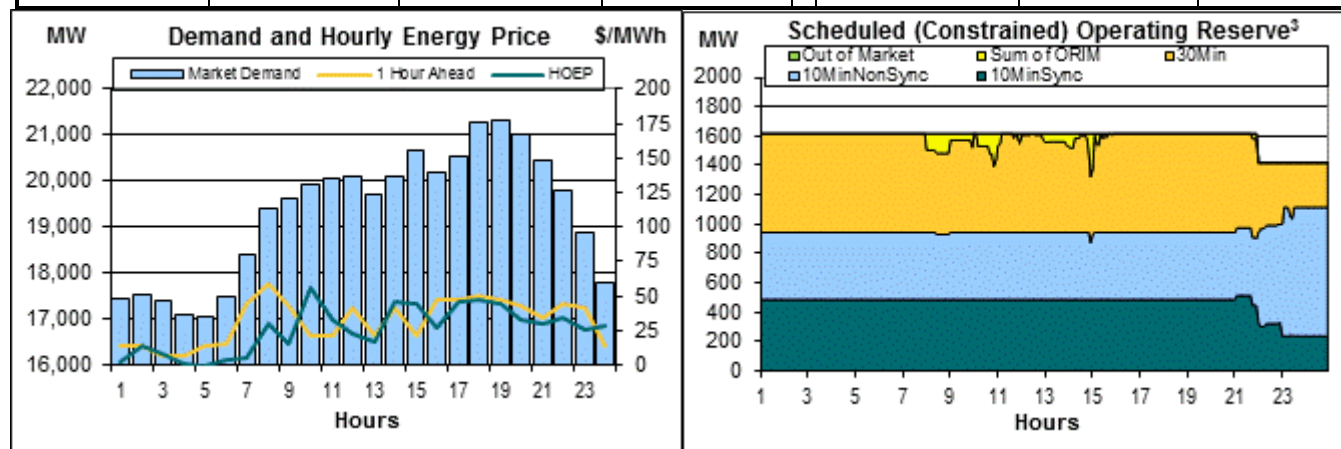 MW Demand and Hourly Energy Price $/MWh
Market Demand 1 Hour Ahead HOEP
22,000 200
21,000 175
20,000 150
19,000 125
18,000 100
17,000 75
16,000 50
25
0
1 3 5 7 9 11 13 15 17 19 21 23
Hours
MW Scheduled (Constrained) Operating Reserve³
Out of Market Sum of ORIM 30Min
10MinNonSync 10MinSync
2000
1800
1600
1400
1200
1000
800
600
400
200
0
1 3 5 7 9 11 13 15 17 19 21 23
Hours